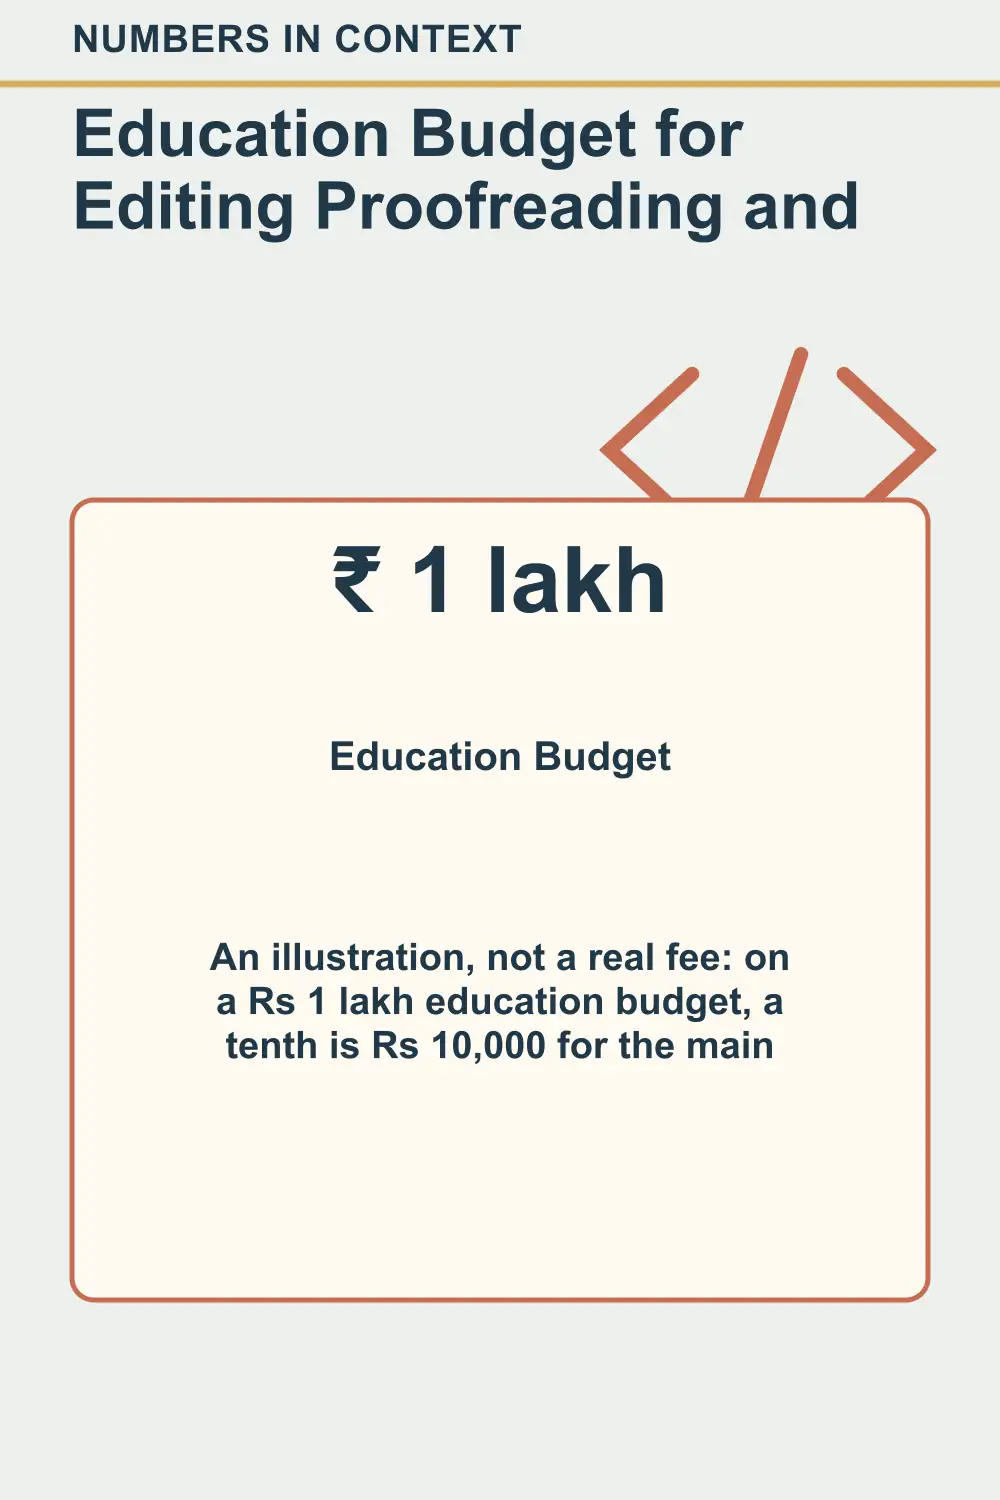 NUMBERS IN CONTEXT
Education Budget for
Editing Proofreading and
₹ 1 lakh
Education Budget
An illustration, not a real fee: on
a Rs 1 lakh education budget, a
tenth is Rs 10,000 for the main